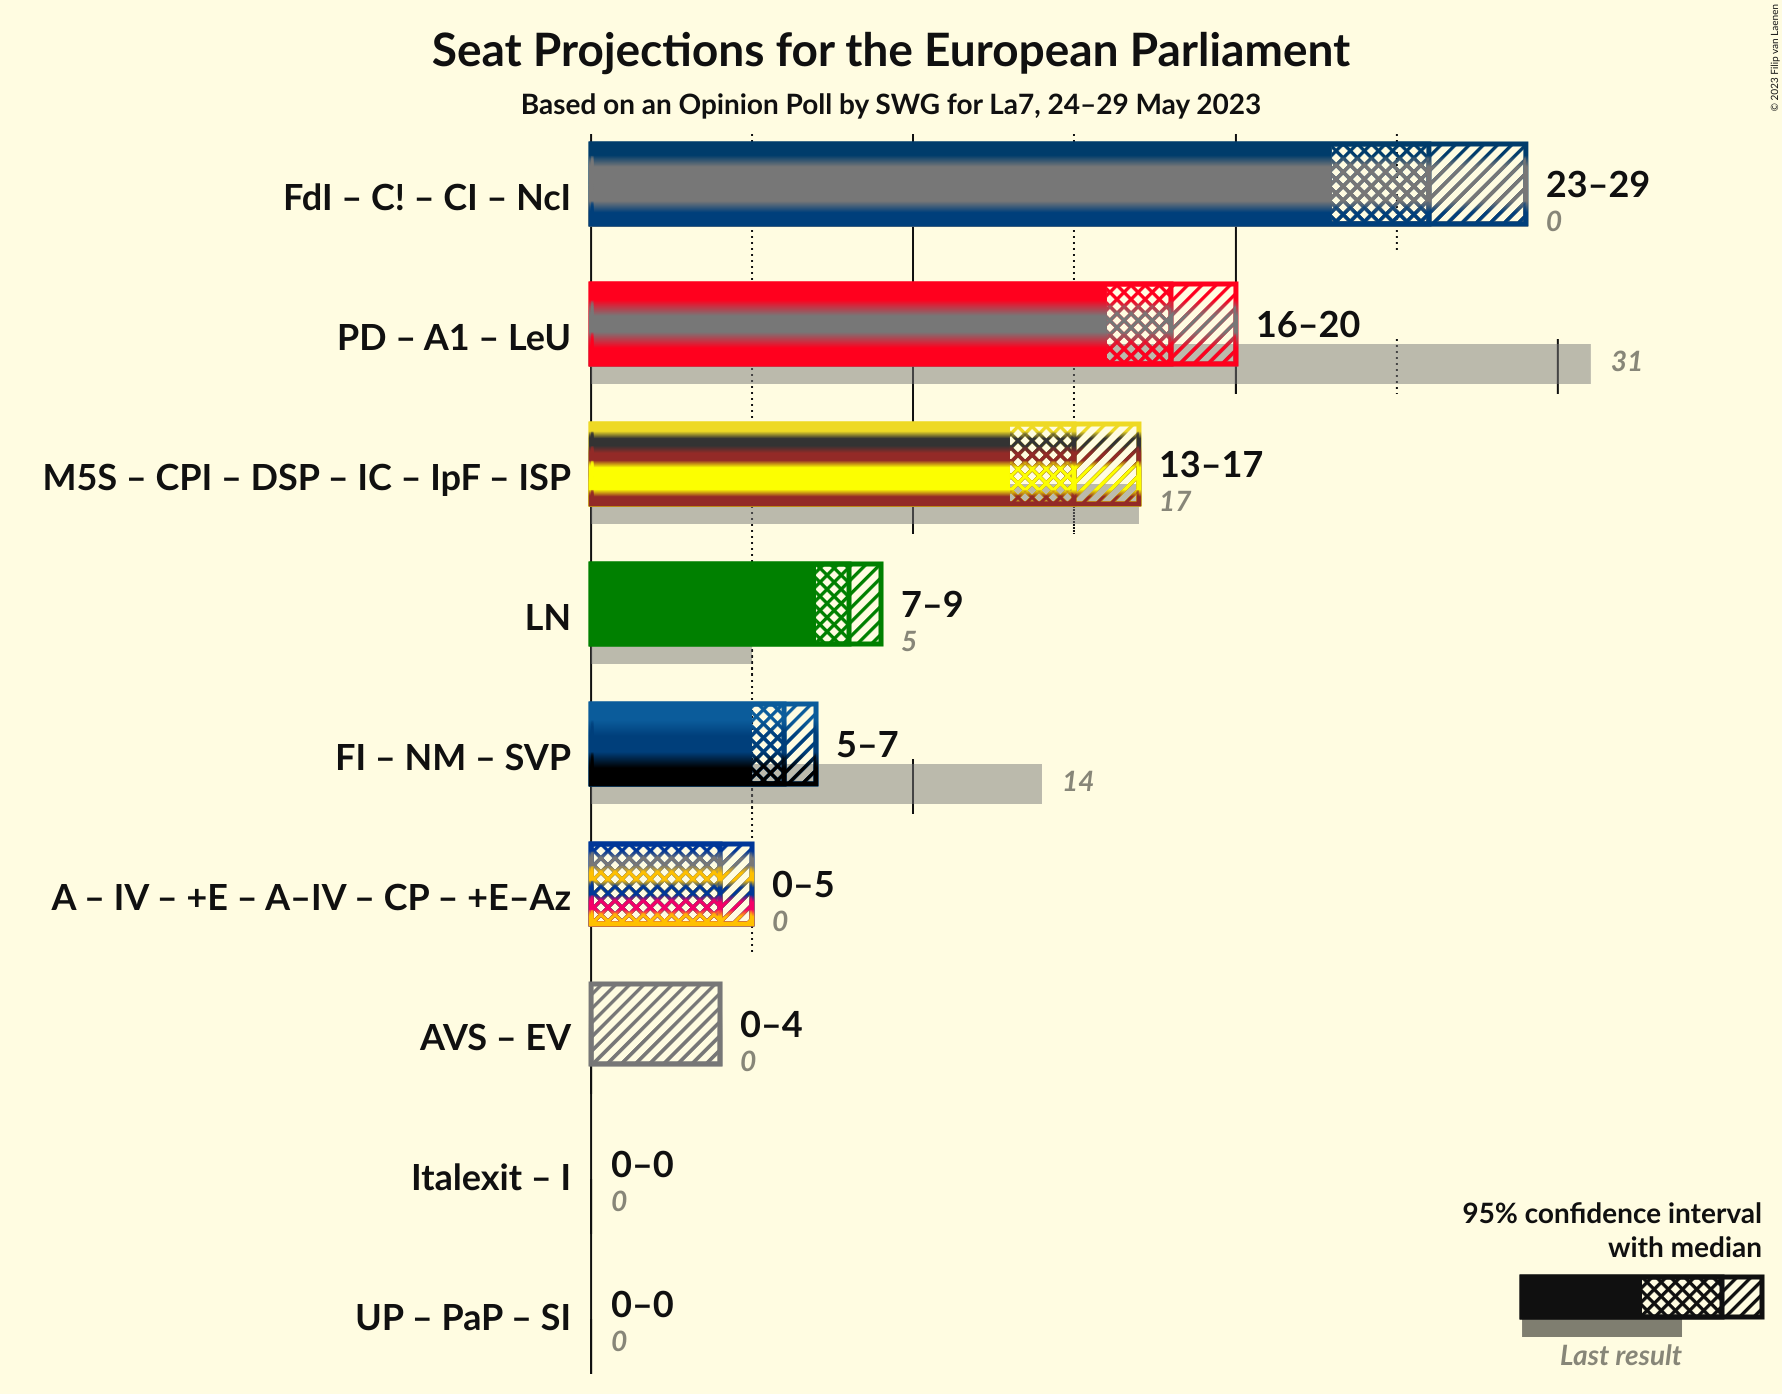 Seat Projections for the European Parliament
Based on an Opinion Poll by SWG for La7, 24–29 May 2023
© 2023 Filip van Laenen
FdI – C! – CI – NcI
23–29
0
PD – A1 – LeU
16–20
31
M5S – CPI – DSP – IC – IpF – ISP
13–17
17
LN
7–9
5
FI – NM – SVP
5–7
14
A – IV – +E – A–IV – CP – +E–Az
0–5
0
AVS – EV
0–4
0
Italexit – I
0–0
0
UP – PaP – SI
0–0
0
95% confidence interval
with median
Last result